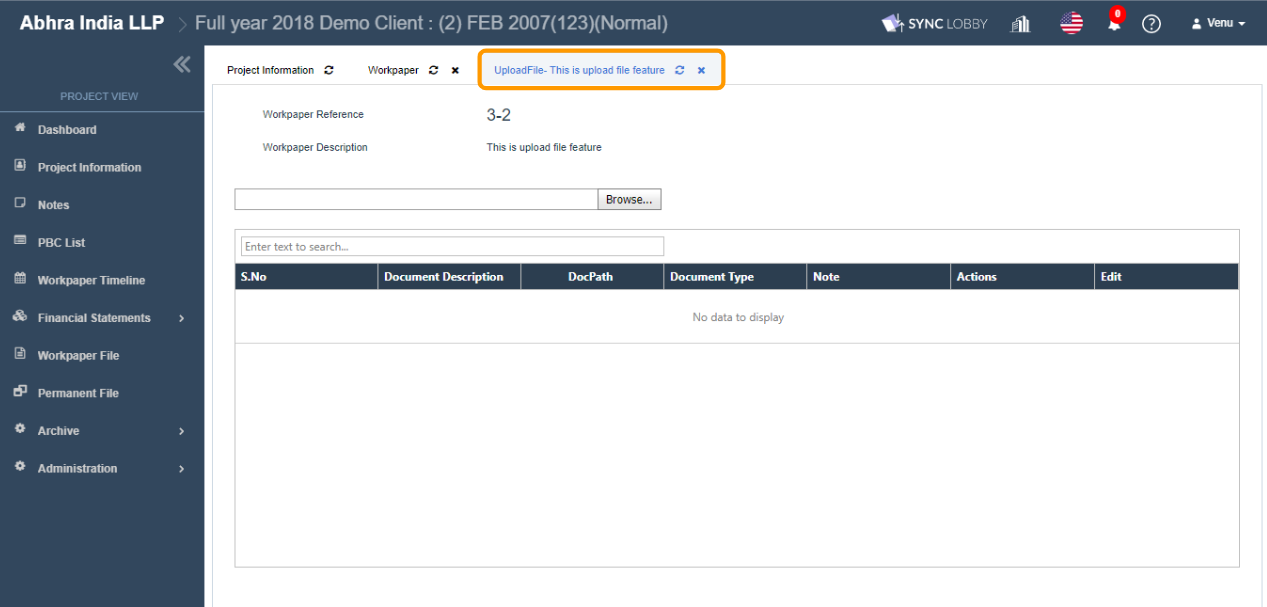 Abhra India LLP > Full year 2018 Demo Client : (2) FEB 2007(123)(Normal) SYNC LOBBY 0 ? Venu
PROJECT VIEW
Dashboard
Project Information
Notes
PBC List
Workpaper Timeline
Financial Statements
Workpaper File
Permanent File
Archive
Administration
Project Information Workpaper UploadFile- This is upload file feature
Workpaper Reference 3-2
Workpaper Description This is upload file feature
Browse...
Enter text to search...
S.No Document Description DocPath Document Type Note Actions Edit
No data to display